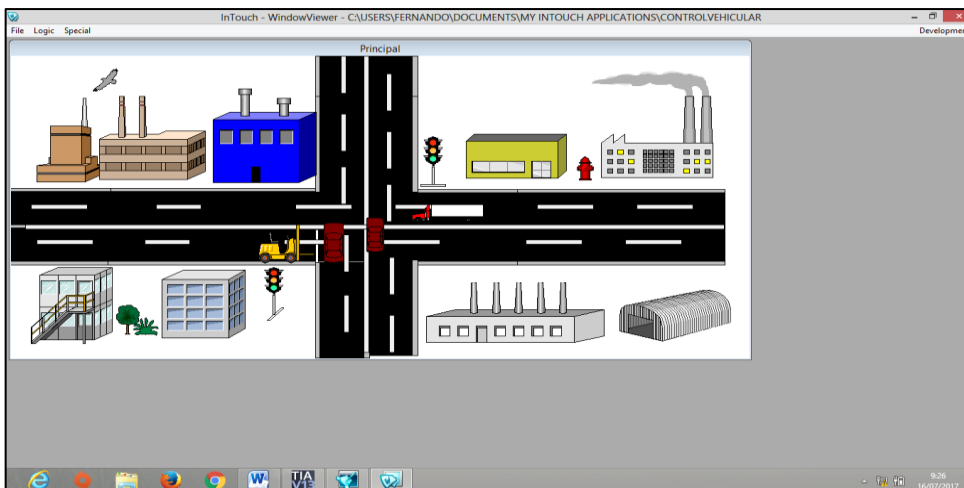 InTouch - WindowViewer - C:\USERS\FERNANDO\DOCUMENTS\MY INTOUCH APPLICATIONS\CONTROLVEHICULAR
File Logic Special Developmen
Principal
TIA
V13
9:26
16/07/2017